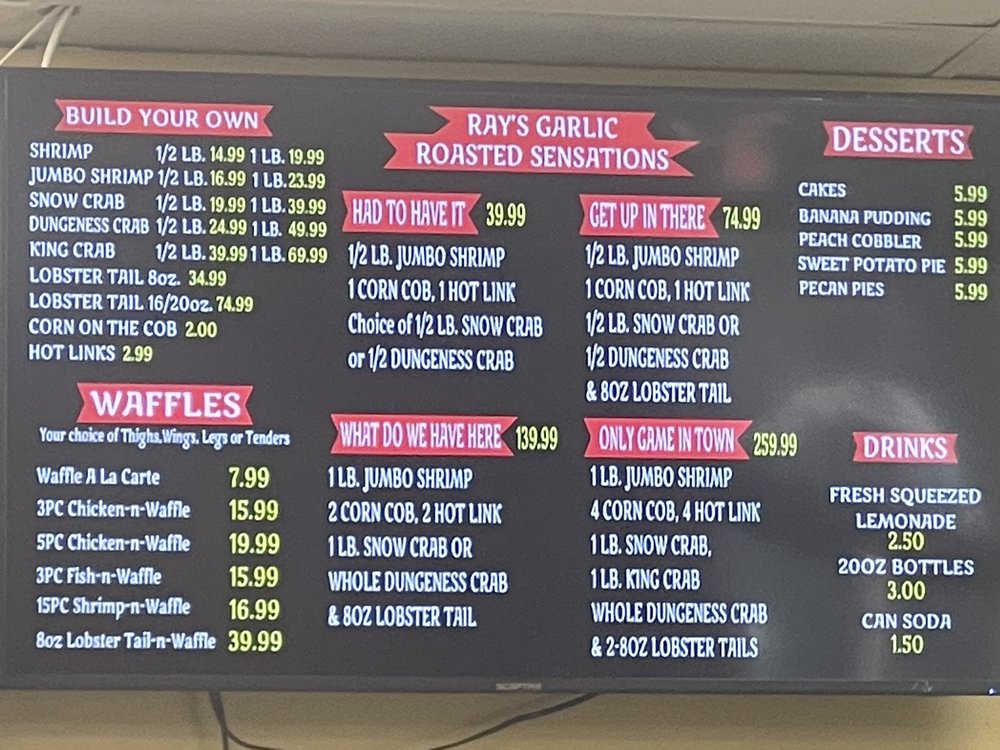 BUILD YOUR OWN
SHRIMP 1/2 LB. 14.99 1 LB. 19.99
JUMBO SHRIMP 1/2 LB. 16.99 1 LB. 23.99
SNOW CRAB 1/2 LB. 19.99 1 LB. 39.99
DUNGENESS CRAB 1/2 LB. 24.99 1 LB. 49.99
KING CRAB 1/2 LB. 39.99 1 LB. 69.99
LOBSTER TAIL 8oz. 34.99
LOBSTER TAIL 16/20oz. 74.99
CORN ON THE COB 2.00
HOT LINKS 2.99
WAFFLES
Your choice of Thighs,Wings, Legs or Tenders
Waffle A La Carte 7.99
3PC Chicken-n-Waffle 15.99
5PC Chicken-n-Waffle 19.99
3PC Fish-n-Waffle 15.99
15PC Shrimp-n-Waffle 16.99
8oz Lobster Tail-n-Waffle 39.99
RAY'S GARLIC
ROASTED SENSATIONS
HAD TO HAVE IT 39.99
1/2 LB. JUMBO SHRIMP
1 CORN COB, 1 HOT LINK
Choice of 1/2 LB. SNOW CRAB
or 1/2 DUNGENESS CRAB
GET UP IN THERE 74.99
1/2 LB. JUMBO SHRIMP
1 CORN COB, 1 HOT LINK
1/2 LB. SNOW CRAB OR
1/2 DUNGENESS CRAB
& 8OZ LOBSTER TAIL
WHAT DO WE HAVE HERE 139.99
1 LB. JUMBO SHRIMP
2 CORN COB, 2 HOT LINK
1 LB. SNOW CRAB OR
WHOLE DUNGENESS CRAB
& 8OZ LOBSTER TAIL
ONLY GAME IN TOWN 259.99
1 LB. JUMBO SHRIMP
4 CORN COB, 4 HOT LINK
1 LB. SNOW CRAB,
1 LB. KING CRAB
WHOLE DUNGENESS CRAB
& 2-8OZ LOBSTER TAILS
DESSERTS
CAKES 5.99
BANANA PUDDING 5.99
PEACH COBBLER 5.99
SWEET POTATO PIE 5.99
PECAN PIES 5.99
DRINKS
FRESH SQUEEZED
LEMONADE
2.50
20OZ BOTTLES
3.00
CAN SODA
1.50